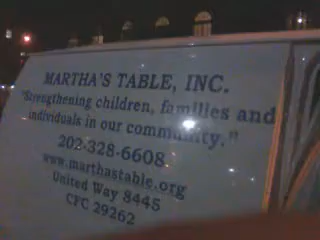 MARTHA'S TABLE, INC.
"Strengthening children, families and
individuals in our community."
202-328-6608
www.marthastable.org
United Way 8445
CFC 29262